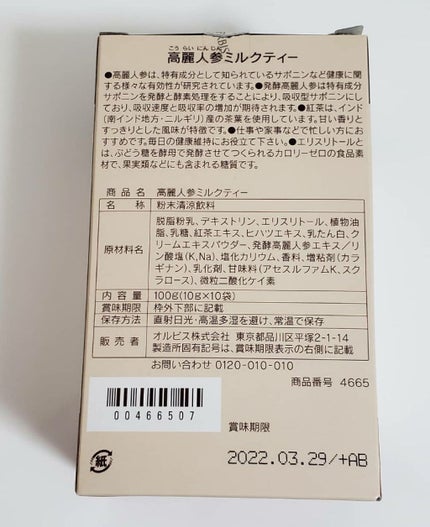 こうらいにんじん
高麗人参ミルクティー
●高麗人参は、特有成分として知られているサポニンなど健康に
関する様々な有効性が研究されています。●発酵高麗人参は特有成分
サポニンを発酵と酵素処理をすることにより、吸収型サポニンにし
ており、吸収速度と吸収率の増加が期待されます。●紅茶は、インド
(南インド地方・ニルギリ)産の茶葉を使用しています。甘い香りと
すっきりとした風味が特徴です。●仕事や家事などで忙しい方にお
すすめです。毎日の健康維持にお役立て下さい。●エリスリトールと
は、ぶどう糖を酵母で発酵させてつくられるカロリーゼロの食品素
材で、果実類などにも含まれる糖質です。
商品名 高麗人参ミルクティー
名称 粉末清涼飲料
原材料名 脱脂粉乳、デキストリン、エリスリトール、植物油
脂、乳糖、紅茶エキス、ヒハツエキス、乳たん白、ク
リームエキスパウダー、発酵高麗人参エキス/リ
ン酸塩(K,Na)、塩化カリウム、香料、増粘剤(カラ
ギナン)、乳化剤、甘味料(アセスルファムK、スク
ラロース)、微粒二酸化ケイ素
内容量 100g(10g×10袋)
賞味期限 枠外下部に記載
保存方法 直射日光・高温多湿を避け、常温で保存
販売者 オルビス株式会社 東京都品川区平塚2-1-14
製造所固有記号は、賞味期限表示の右側に記載
お問い合わせ 0120-010-010
商品番号 4665
00466507
賞味期限
紙
2022.03.29/+AB